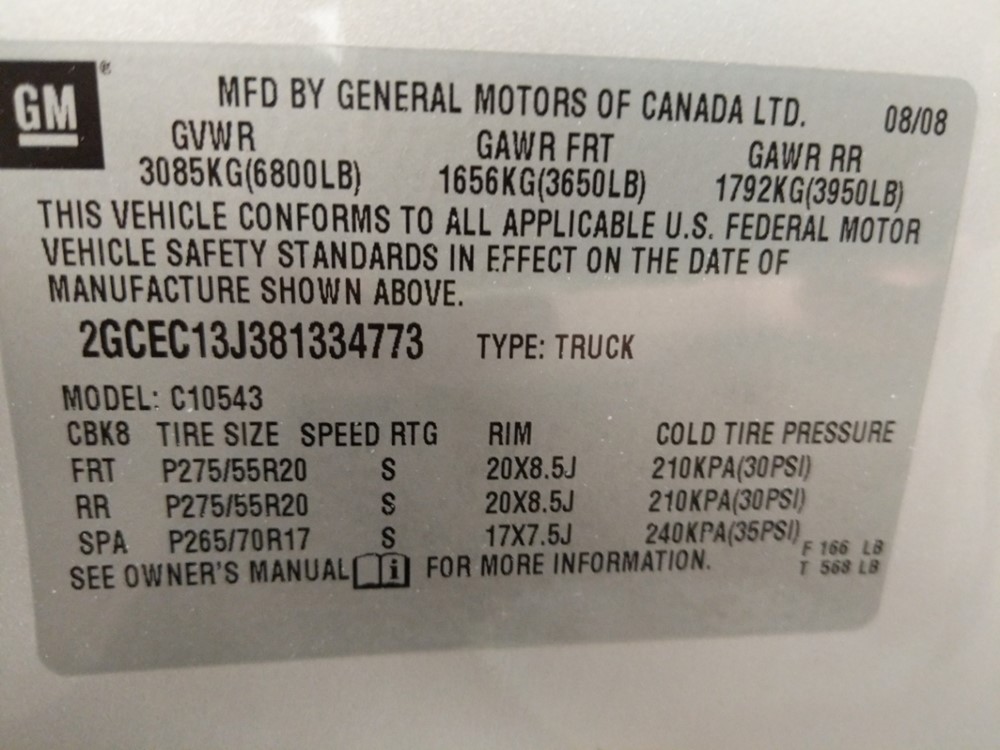 GM ®
MFD BY GENERAL MOTORS OF CANADA LTD. 08/08
GVWR GAWR FRT GAWR RR
3085KG(6800LB) 1656KG(3650LB) 1792KG(3950LB)
THIS VEHICLE CONFORMS TO ALL APPLICABLE U.S. FEDERAL MOTOR
VEHICLE SAFETY STANDARDS IN EFFECT ON THE DATE OF
MANUFACTURE SHOWN ABOVE.
2GCEC13J381334773 TYPE: TRUCK
MODEL: C10543
CBK8 TIRE SIZE SPEED RTG RIM COLD TIRE PRESSURE
FRT P275/55R20 S 20X8.5J 210KPA(30PSI)
RR P275/55R20 S 20X8.5J 210KPA(30PSI)
SPA P265/70R17 S 17X7.5J 240KPA(35PSI) F 166 LB
SEE OWNER'S MANUAL i FOR MORE INFORMATION. T 568 LB